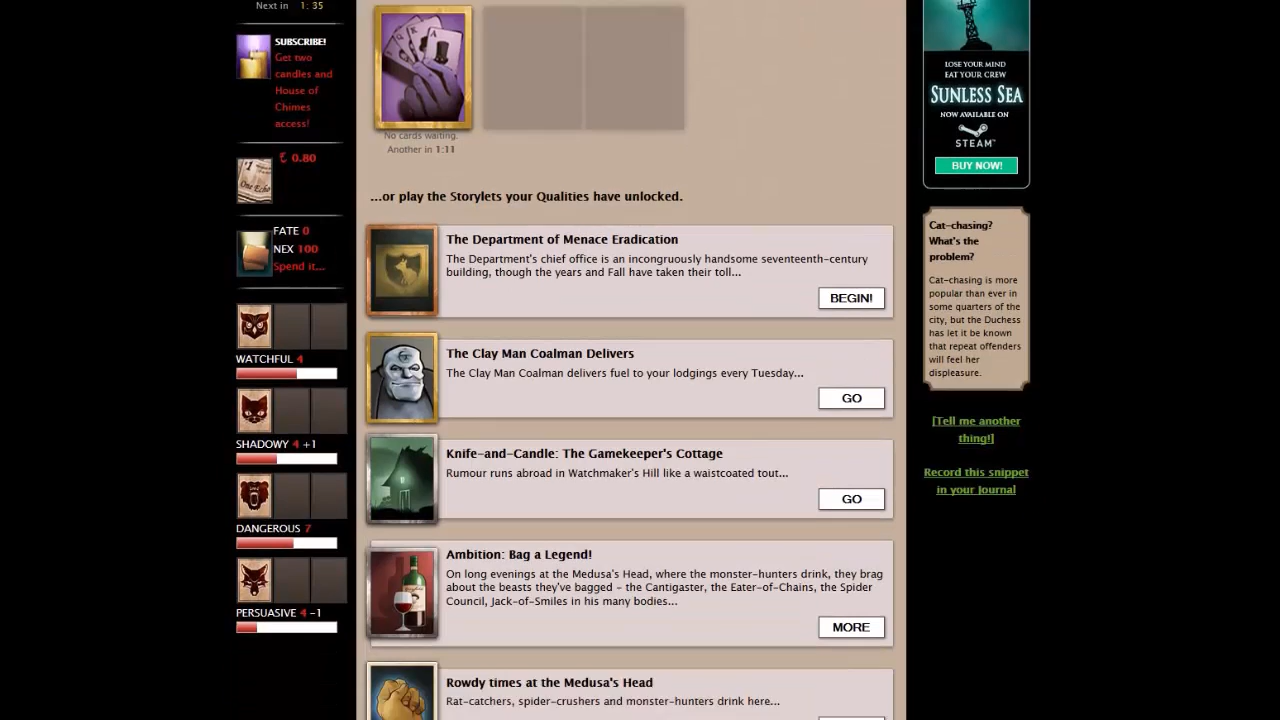 Next in 1: 35
SUBSCRIBE!
Get two
candles and
House of
Chimes
access!
0.80
#1
One Echo
FATE 0
NEX 100
Spend it...
WATCHFUL 4
SHADOWY 4 +1
DANGEROUS 7
PERSUASIVE 4 -1
A
No cards waiting.
Another in 1:11
...or play the Storylets your Qualities have unlocked.
The Department of Menace Eradication
The Department's chief office is an incongruously handsome seventeenth-century
building, though the years and Fall have taken their toll...
BEGIN!
The Clay Man Coalman Delivers
The Clay Man Coalman delivers fuel to your lodgings every Tuesday...
GO
Knife-and-Candle: The Gamekeeper's Cottage
Rumour runs abroad in Watchmaker's Hill like a waistcoated tout...
GO
Ambition: Bag a Legend!
On long evenings at the Medusa's Head, where the monster-hunters drink, they brag
about the beasts they've bagged - the Cantigaster, the Eater-of-Chains, the Spider
Council, Jack-of-Smiles in his many bodies...
MORE
Rowdy times at the Medusa's Head
Rat-catchers, spider-crushers and monster-hunters drink here...
LOSE YOUR MIND
EAT YOUR CREW
SUNLESS SEA
NOW AVAILABLE ON
STEAM
BUY NOW!
Cat-chasing?
What's the
problem?
Cat-chasing is more
popular than ever in
some quarters of the
city, but the Duchess
has let it be known
that repeat offenders
will feel her
displeasure.
[Tell me another
thing!]
Record this snippet
in your Journal